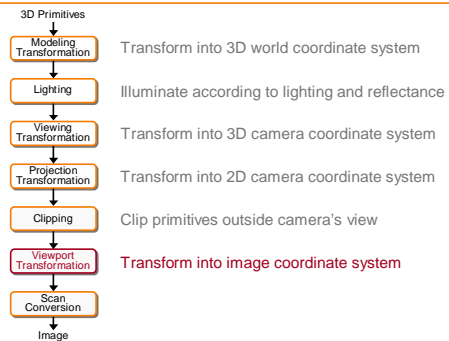 3D Primitives
Modeling
Transformation
Transform into 3D world coordinate system
Lighting
Illuminate according to lighting and reflectance
Viewing
Transformation
Transform into 3D camera coordinate system
Projection
Transformation
Transform into 2D camera coordinate system
Clipping
Clip primitives outside camera's view
Viewport
Transformation
Transform into image coordinate system
Scan
Conversion
Image